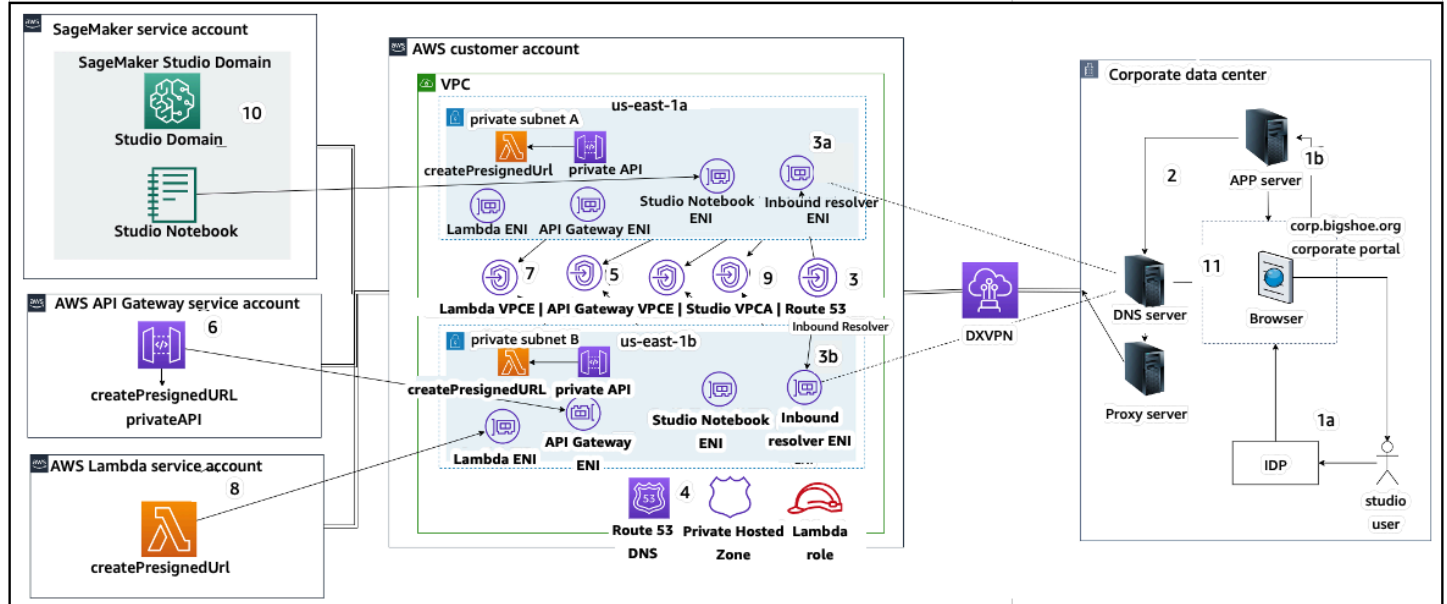 aws
SageMaker service account
SageMaker Studio Domain
10
Studio Domain
Studio Notebook
aws
AWS API Gateway service account
6
createPresignedURL
privateAPI
aws
AWS Lambda service account
8
createPresignedUrl
aws
AWS customer account
VPC
us-east-1a
private subnet A
3a
createPresignedUrl
private API
Lambda ENI
API Gateway ENI
Studio Notebook
ENI
Inbound resolver
ENI
7
5
9
3
Lambda VPCE | API Gateway VPCE | Studio VPCA | Route 53
Inbound Resolver
private subnet B
us-east-1b
3b
createPresignedURL
private API
Lambda ENI
API Gateway
ENI
Studio Notebook
ENI
Inbound
resolver ENI
53
4
Route 53
DNS
Private Hosted
Zone
Lambda
role
DXVPN
Corporate data center
2
APP server
1b
corp.bigshoe.org
corporate portal
11
DNS server
Browser
Proxy server
1a
IDP
studio
user